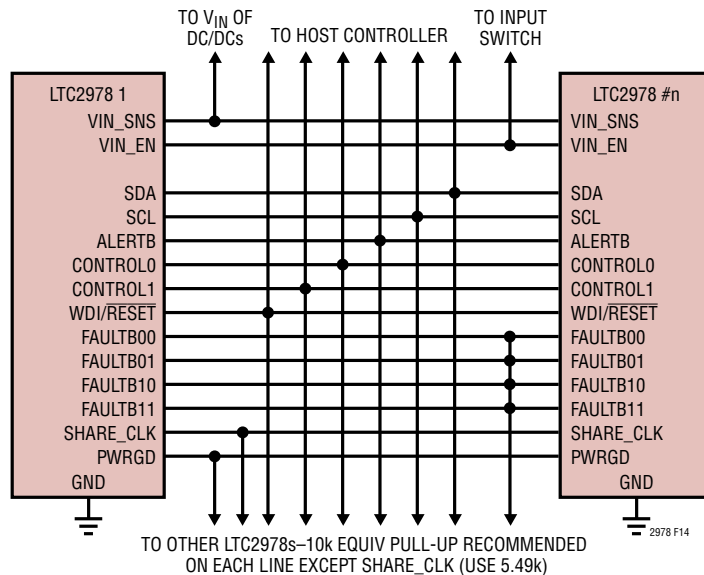 TO VIN OF
DC/DCs
TO HOST CONTROLLER
TO INPUT
SWITCH
LTC2978 1
VIN_SNS
VIN_EN
SDA
SCL
ALERTB
CONTROL0
CONTROL1
WDI/RESET
FAULTB00
FAULTB01
FAULTB10
FAULTB11
SHARE_CLK
PWRGD
GND
LTC2978 #n
VIN_SNS
VIN_EN
SDA
SCL
ALERTB
CONTROL0
CONTROL1
WDI/RESET
FAULTB00
FAULTB01
FAULTB10
FAULTB11
SHARE_CLK
PWRGD
GND
2978 F14
TO OTHER LTC2978s–10k EQUIV PULL-UP RECOMMENDED
ON EACH LINE EXCEPT SHARE_CLK (USE 5.49k)